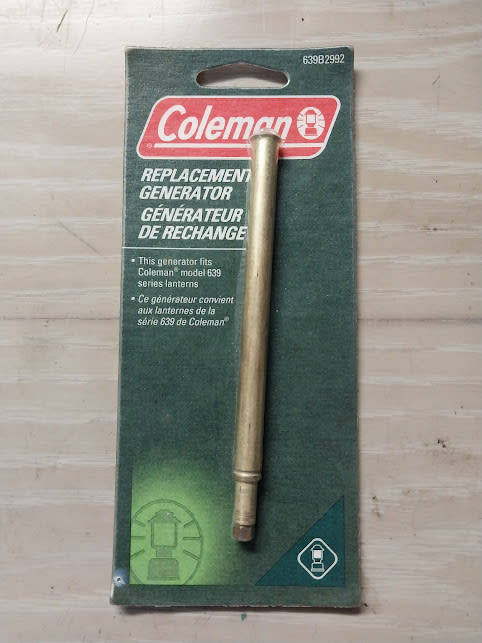 639B2992
Coleman®
REPLACEMENT
GENERATOR
GÉNÉRATEUR
DE RECHANGE
• This generator fits
Coleman® model 639
series lanterns
• Ce générateur convient
aux lanternes de la
série 639 de Coleman®